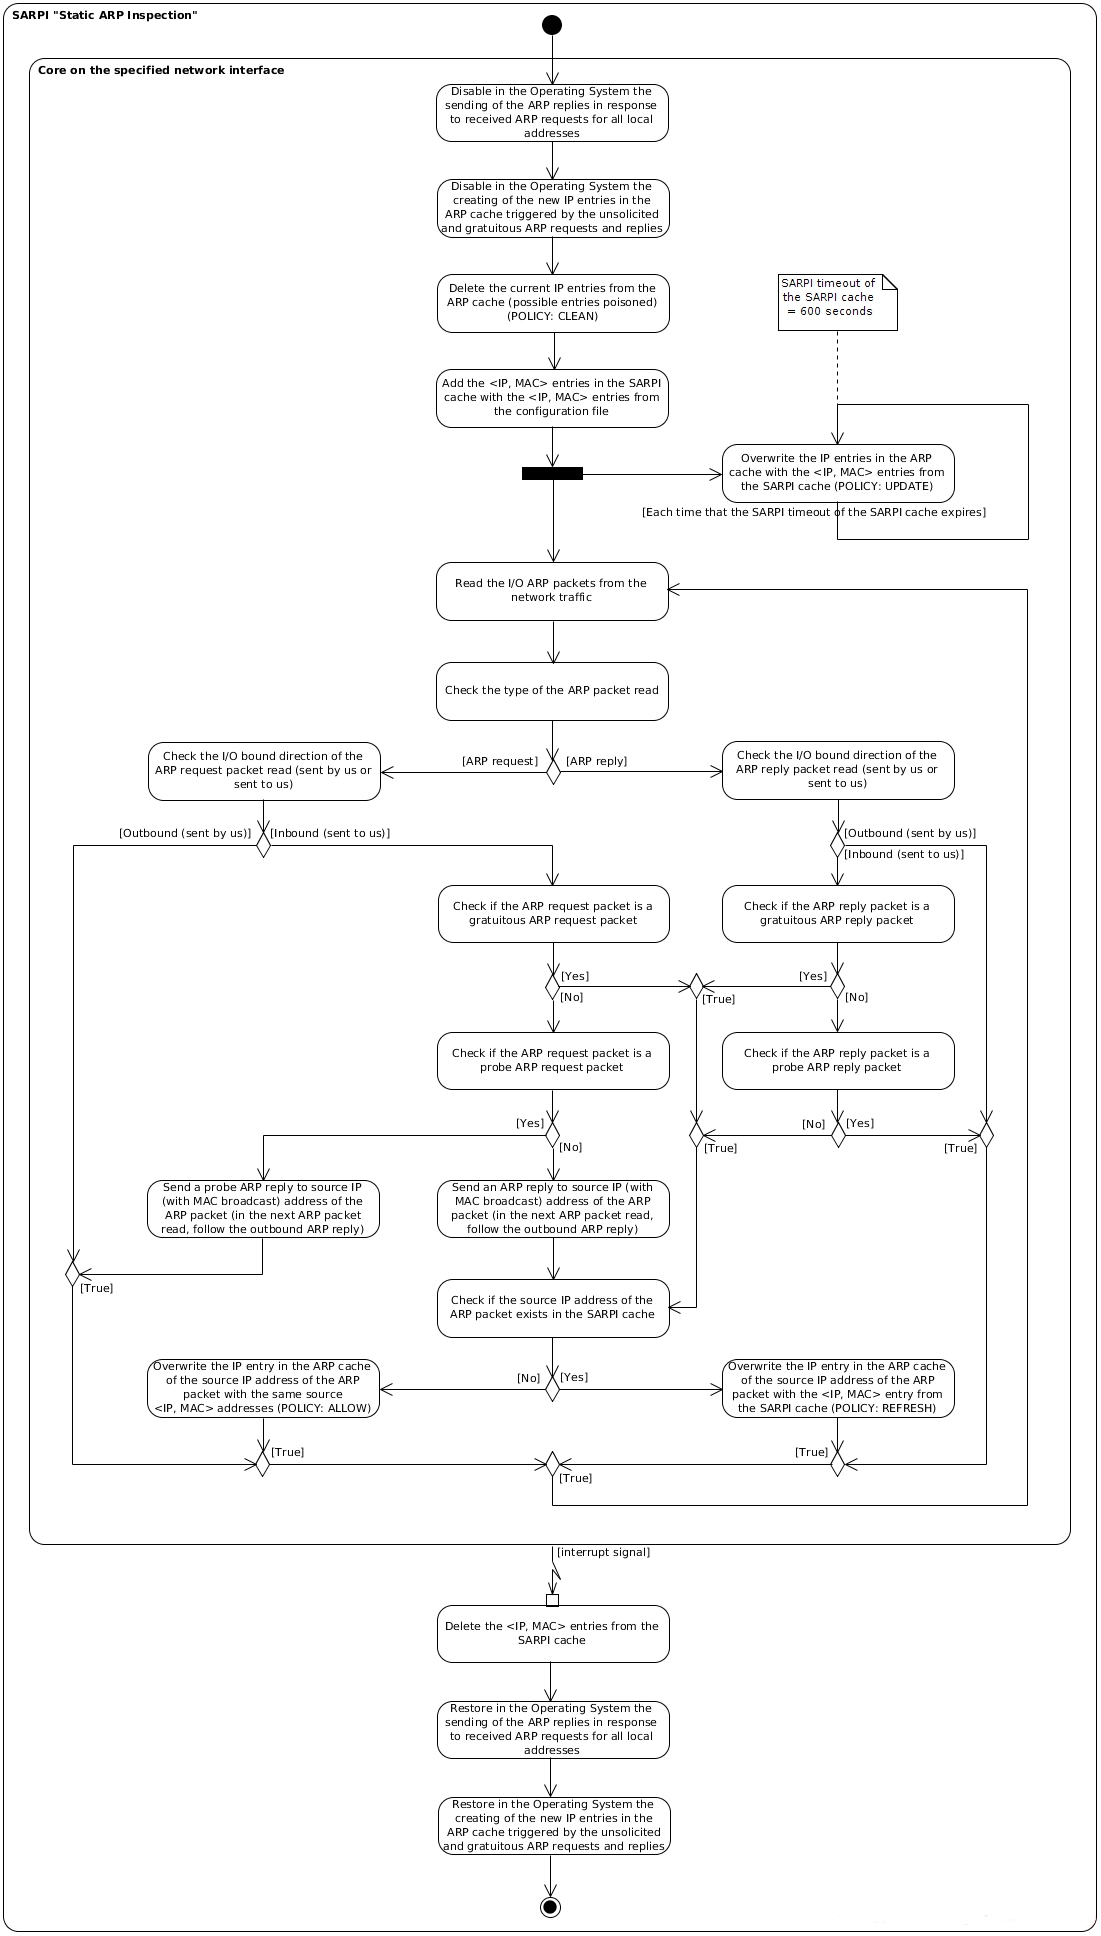 SARPI "Static ARP Inspection"
Core on the specified network interface
Disable in the Operating System the
sending of the ARP replies in response
to received ARP requests for all local
addresses
Disable in the Operating System the
creating of the new IP entries in the
ARP cache triggered by the unsolicited
and gratuitous ARP requests and replies
Delete the current IP entries from the
ARP cache (possible entries poisoned)
(POLICY: CLEAN)
SARPI timeout of
the SARPI cache
= 600 seconds
Add the <IP, MAC> entries in the SARPI
cache with the <IP, MAC> entries from
the configuration file
Overwrite the IP entries in the ARP
cache with the <IP, MAC> entries from
the SARPI cache (POLICY: UPDATE)
[Each time that the SARPI timeout of the SARPI cache expires]
Read the I/O ARP packets from the
network traffic
Check the type of the ARP packet read
[ARP request]
[ARP reply]
Check the I/O bound direction of the
ARP request packet read (sent by us or
sent to us)
Check the I/O bound direction of the
ARP reply packet read (sent by us or
sent to us)
[Outbound (sent by us)]
[Inbound (sent to us)]
[Outbound (sent by us)]
[Inbound (sent to us)]
Check if the ARP request packet is a
gratuitous ARP request packet
Check if the ARP reply packet is a
gratuitous ARP reply packet
[Yes]
[No]
[True]
[Yes]
[No]
Check if the ARP request packet is a
probe ARP request packet
Check if the ARP reply packet is a
probe ARP reply packet
[Yes]
[No]
[True]
[No]
[Yes]
[True]
Send a probe ARP reply to source IP
(with MAC broadcast) address of the
ARP packet (in the next ARP packet
read, follow the outbound ARP reply)
Send an ARP reply to source IP (with
MAC broadcast) address of the ARP
packet (in the next ARP packet read,
follow the outbound ARP reply)
[True]
Check if the source IP address of the
ARP packet exists in the SARPI cache
[No]
[Yes]
Overwrite the IP entry in the ARP cache
of the source IP address of the ARP
packet with the same source
<IP, MAC> addresses (POLICY: ALLOW)
Overwrite the IP entry in the ARP cache
of the source IP address of the ARP
packet with the <IP, MAC> entry from
the SARPI cache (POLICY: REFRESH)
[True]
[True]
[True]
[interrupt signal]
Delete the <IP, MAC> entries from the
SARPI cache
Restore in the Operating System the
sending of the ARP replies in response
to received ARP requests for all local
addresses
Restore in the Operating System the
creating of the new IP entries in the
ARP cache triggered by the unsolicited
and gratuitous ARP requests and replies